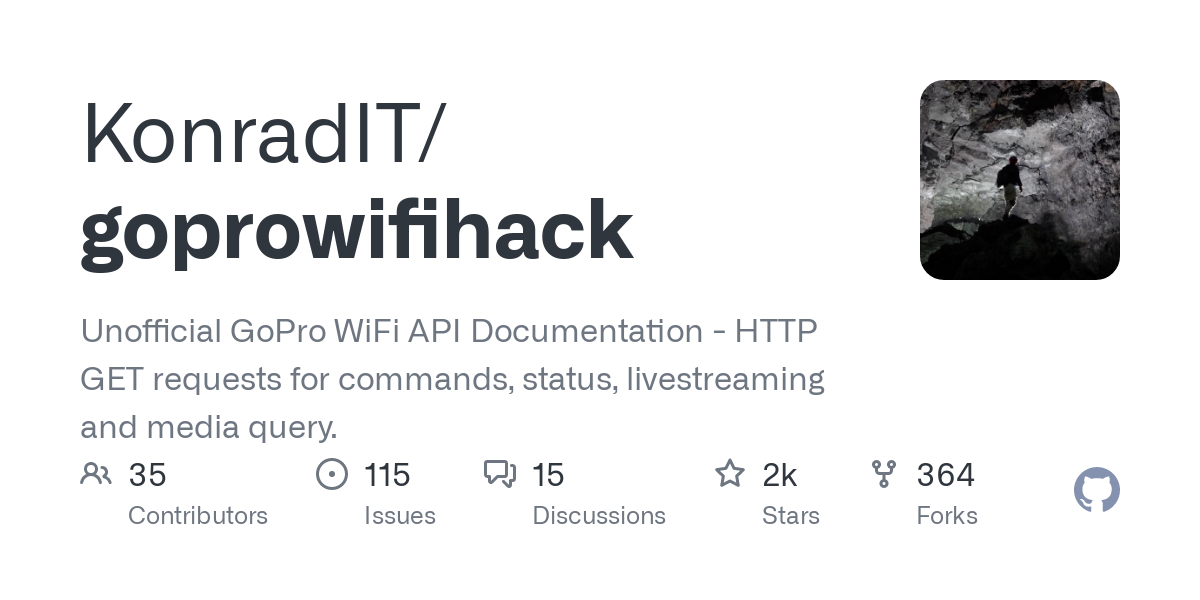 KonradIT/
goprowifihack
Unofficial GoPro WiFi API Documentation - HTTP
GET requests for commands, status, livestreaming
and media query.
35 115 15 2k 364
Contributors Issues Discussions Stars Forks